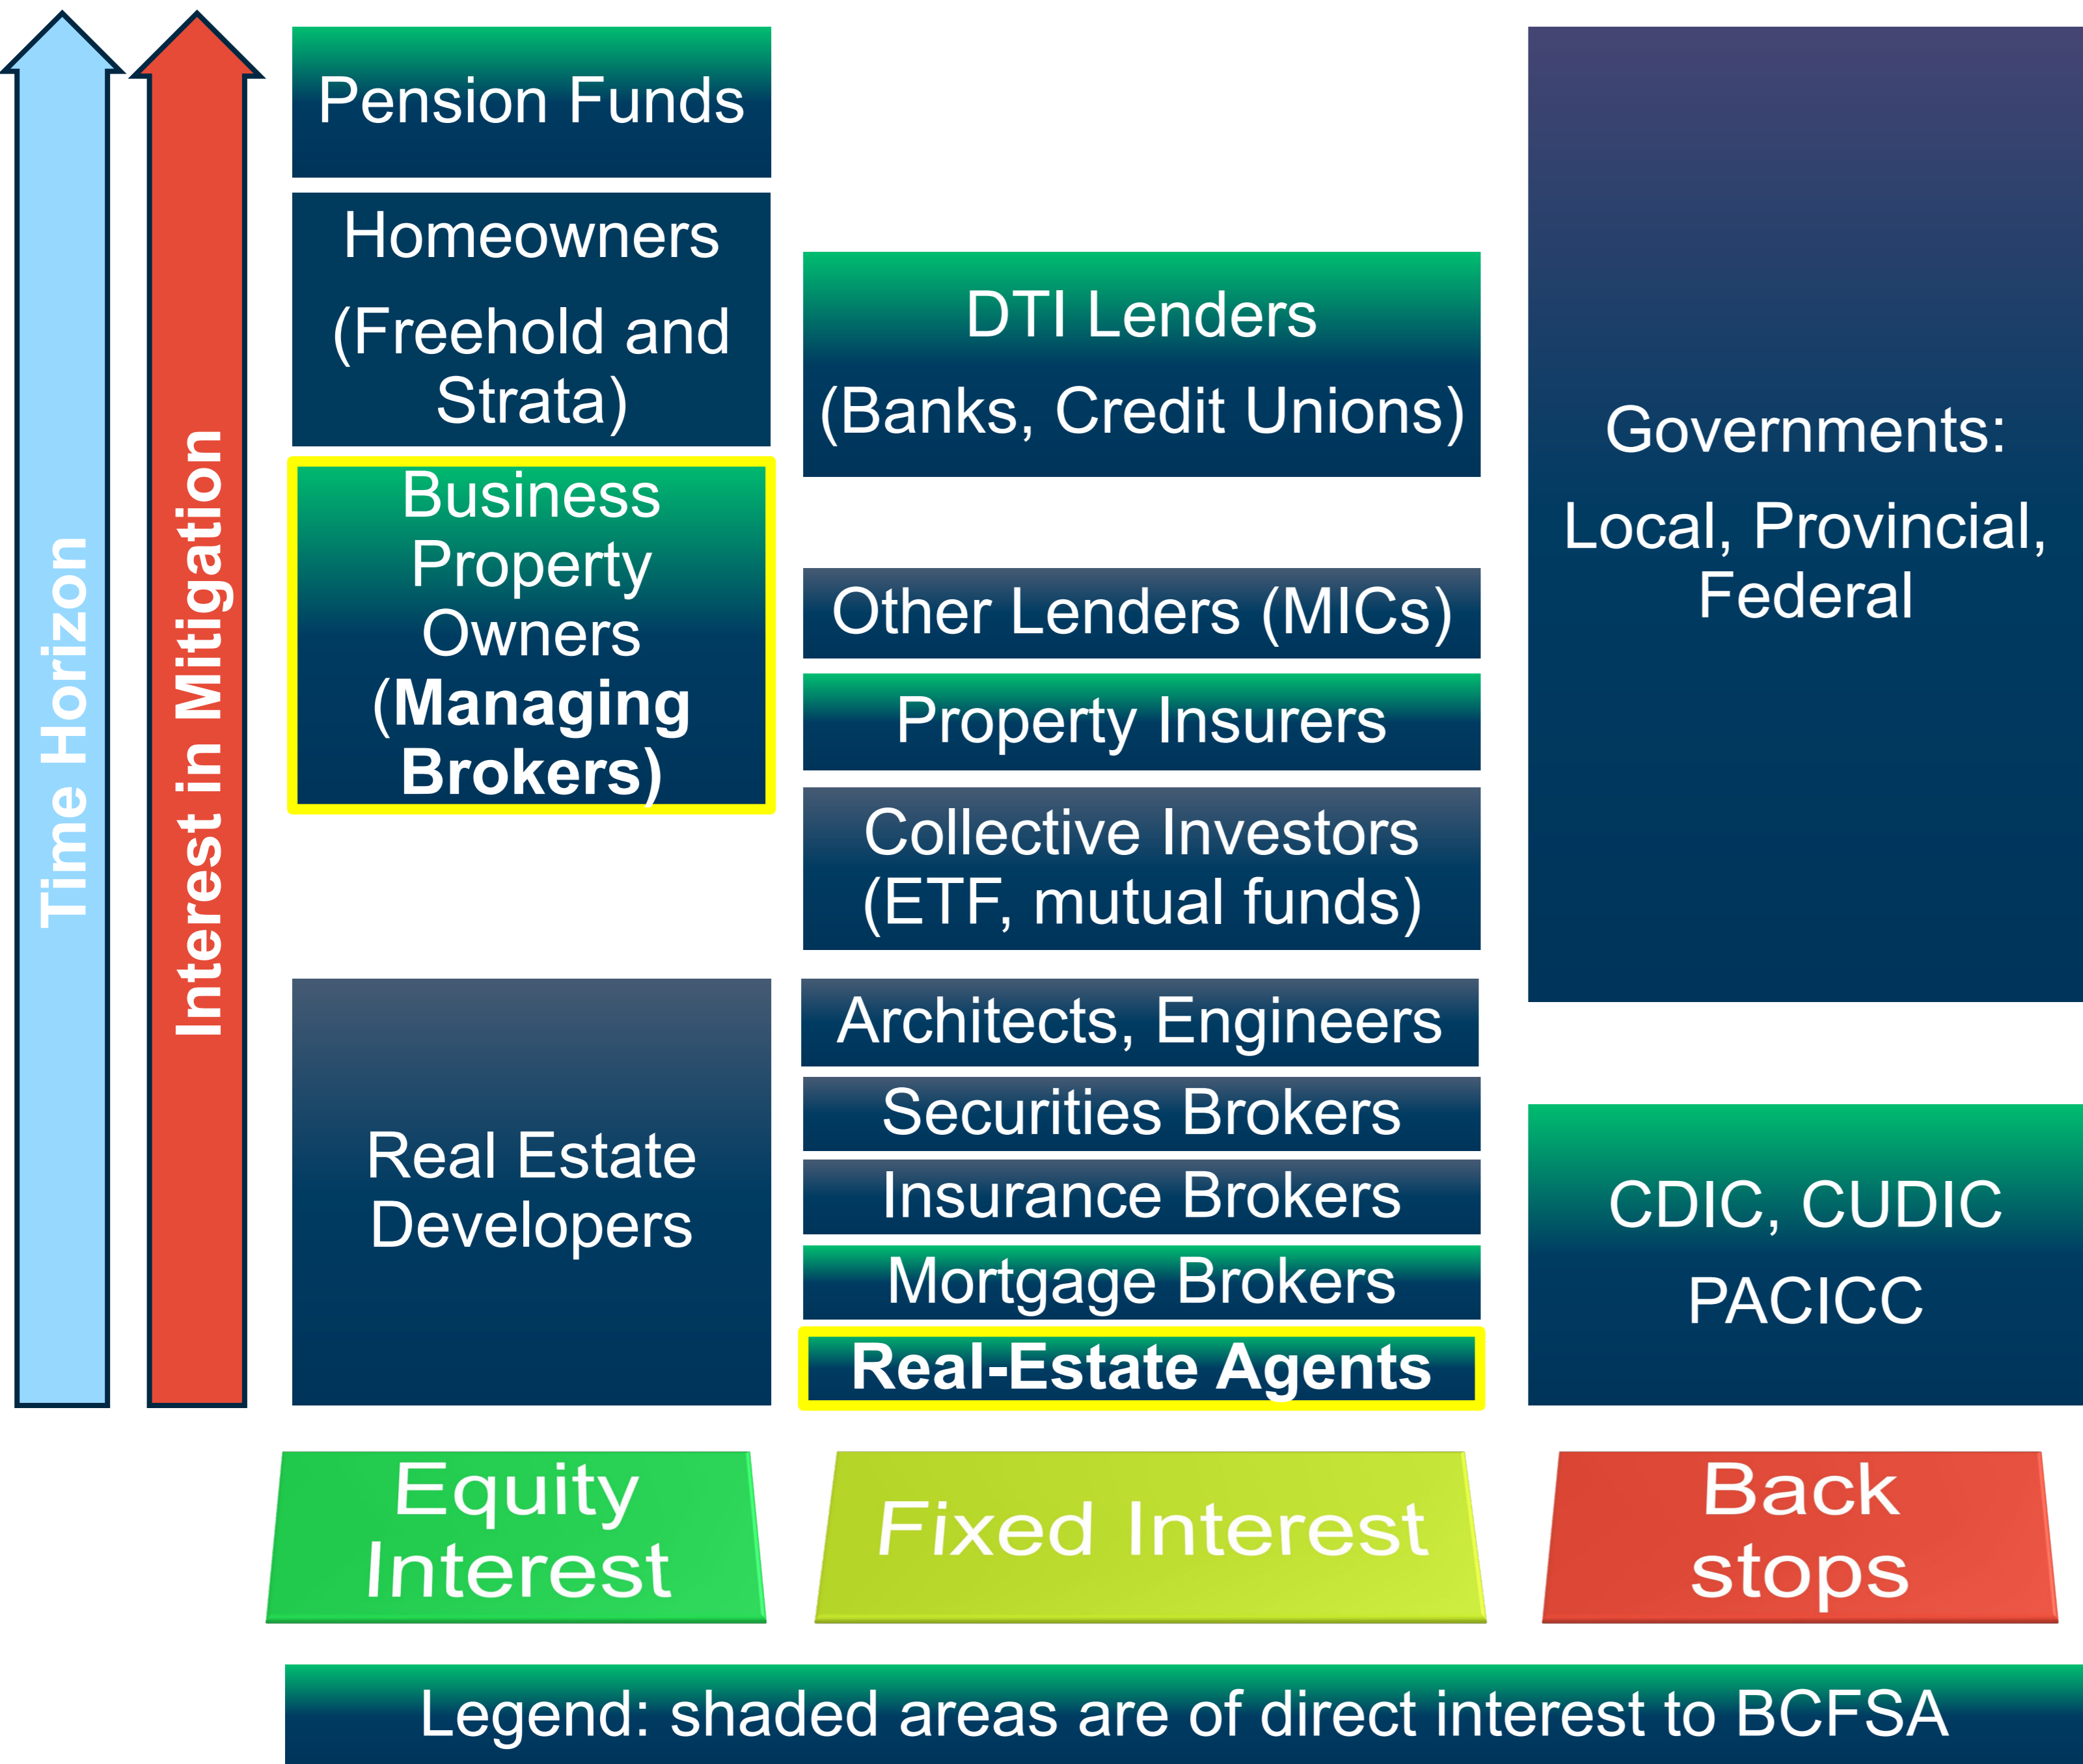 Time Horizon
Interest in Mitigation
Pension Funds
Homeowners
(Freehold and
Strata)
Business
Property
Owners
(Managing
Brokers)
Real Estate
Developers
Equity
Interest
DTI Lenders
(Banks, Credit Unions)
Other Lenders (MICs)
Property Insurers
Collective Investors
(ETF, mutual funds)
Architects, Engineers
Securities Brokers
Insurance Brokers
Mortgage Brokers
Real-Estate Agents
Fixed Interest
Governments:
Local, Provincial,
Federal
CDIC, CUDIC
PACICC
Back
stops
Legend: shaded areas are of direct interest to BCFSA